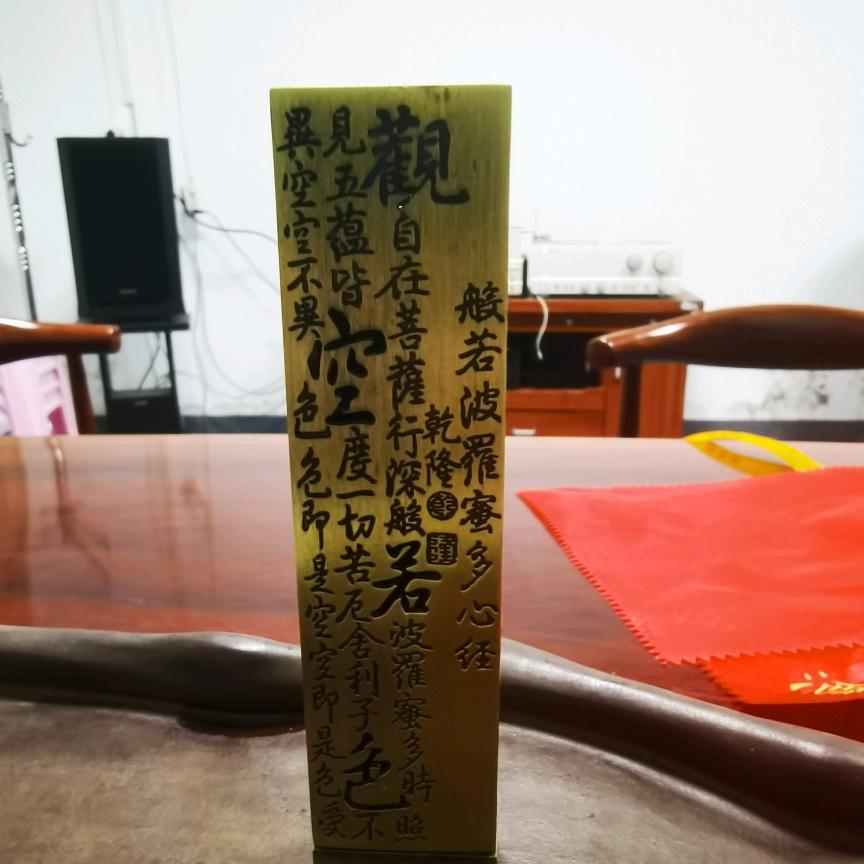 般若波羅蜜多心経
乾隆
觀自在菩薩行深般若波羅蜜多時照
見五蘊皆空度一切苦厄舍利子色不
異空空不異色色即是空空即是色受